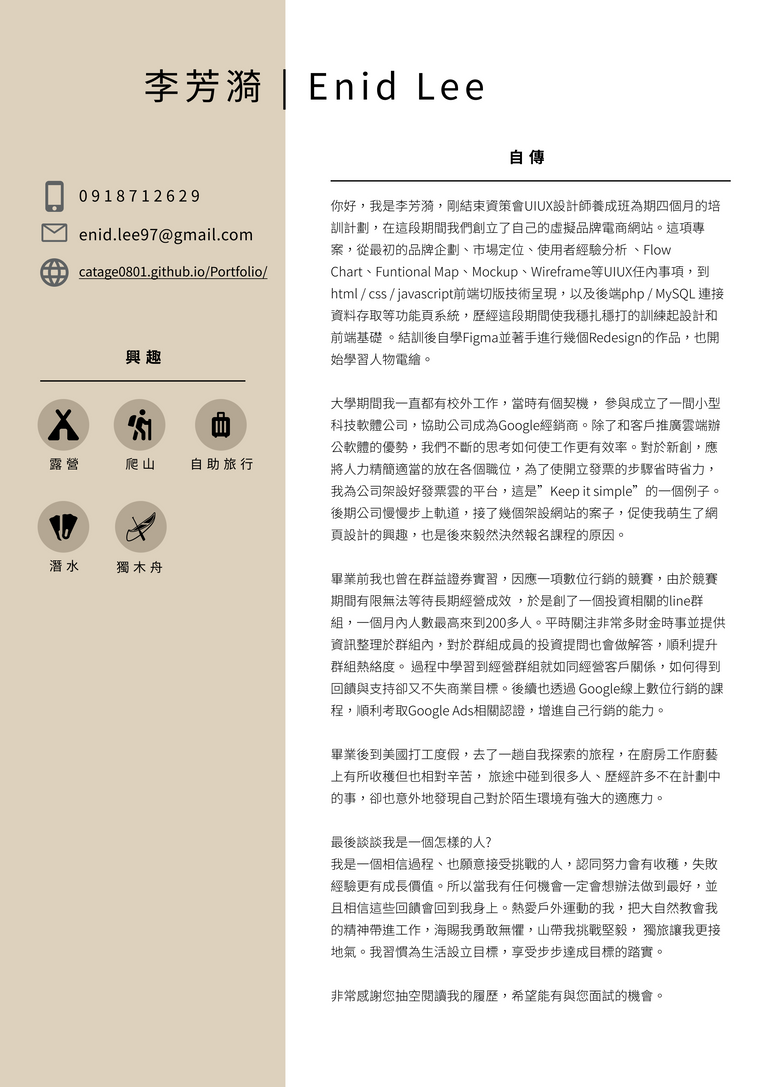 李芳漪 | Enid Lee
0918712629
enid.lee97@gmail.com
catage0801.github.io/Portfolio/
興趣
露營
爬山
自助旅行
潛水
獨木舟
自傳
你好，我是李芳漪，剛結束資策會UIUX設計師養成班為期四個月的培
訓計劃，在這段期間我們創立了自己的虛擬品牌電商網站。這項專
案，從最初的品牌企劃、市場定位、使用者經驗分析 、Flow
Chart、Funtional Map、Mockup、Wireframe等UIUX任內事項，到
html / css / javascript前端切版技術呈現，以及後端php / MySQL 連接
資料存取等功能頁系統，歷經這段期間使我穩扎穩打的訓練起設計和
前端基礎 。結訓後自學Figma並著手進行幾個Redesign的作品，也開
始學習人物電繪。
大學期間我一直都有校外工作，當時有個契機， 參與成立了一間小型
科技軟體公司，協助公司成為Google經銷商。除了和客戶推廣雲端辦
公軟體的優勢，我們不斷的思考如何使工作更有效率。對於新創，應
將人力精簡適當的放在各個職位，為了使開立發票的步驟省時省力，
我為公司架設好發票雲的平台，這是”Keep it simple”的一個例子。
後期公司慢慢步上軌道，接了幾個架設網站的案子，促使我萌生了網
頁設計的興趣，也是後來毅然決然報名課程的原因。
畢業前我也曾在群益證券實習，因應一項數位行銷的競賽，由於競賽
期間有限無法等待長期經營成效 ，於是創了一個投資相關的line群
組，一個月內人數最高來到200多人。平時關注非常多財金時事並提供
資訊整理於群組內，對於群組成員的投資提問也會做解答，順利提升
群組熱絡度。 過程中學習到經營群組就如同經營客戶關係，如何得到
回饋與支持卻又不失商業目標。後續也透過 Google線上數位行銷的課
程，順利考取Google Ads相關認證，增進自己行銷的能力。
畢業後到美國打工度假，去了一趟自我探索的旅程，在廚房工作廚藝
上有所收穫但也相對辛苦， 旅途中碰到很多人、歷經許多不在計劃中
的事，卻也意外地發現自己對於陌生環境有強大的適應力。
最後談談我是一個怎樣的人?
我是一個相信過程、也願意接受挑戰的人，認同努力會有收穫，失敗
經驗更有成長價值。所以當我有任何機會一定會想辦法做到最好，並
且相信這些回饋會回到我身上。熱愛戶外運動的我，把大自然教會我
的精神帶進工作，海賜我勇敢無懼，山帶我挑戰堅毅， 獨旅讓我更接
地氣。我習慣為生活設立目標，享受步步達成目標的踏實。
非常感謝您抽空閱讀我的履歷，希望能有與您面試的機會。